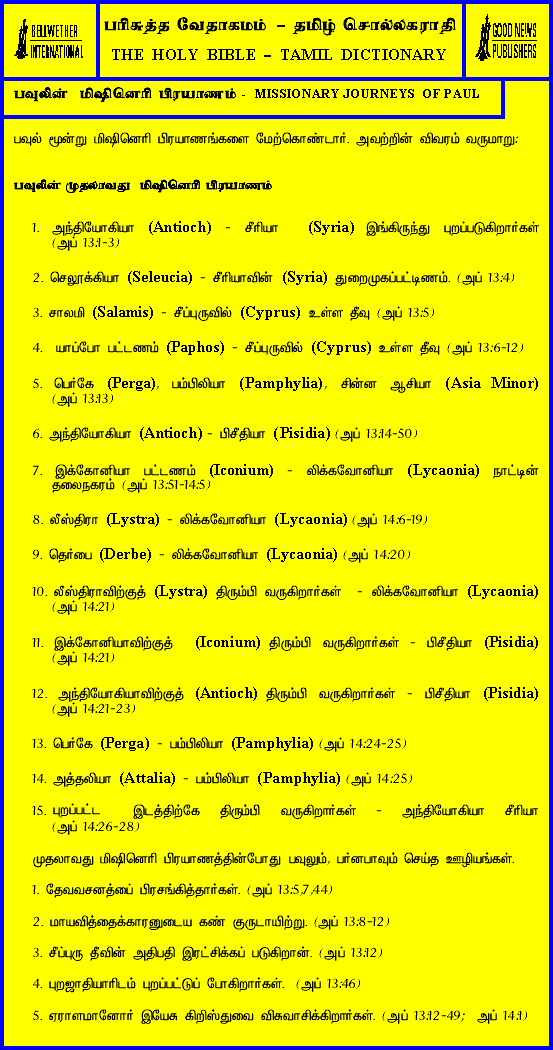 BELLWETHER
INTERNATIONAL
பரிசுத்த வேதாகமம் – தமிழ் சொல்லகராதி
THE HOLY BIBLE – TAMIL DICTIONARY
GOOD NEWS
PUBLISHERS
பவுலின் மிஷினெரி பிரயாணம் - MISSIONARY JOURNEYS OF PAUL
பவுல் மூன்று மிஷினெரி பிரயாணங்களை மேற்கொண்டார். அவற்றின் விவரம் வருமாறு;
பவுலின் முதலாவது மிஷினெரி பிரயாணம்
1. அந்தியோகியா (Antioch) - சீரியா (Syria) இங்கிருந்து புறப்படுகிறார்கள்
(அப் 13:1-3)
2. செலூக்கியா (Seleucia) - சீரியாவின் (Syria) துறைமுகப்பட்டிணம். (அப் 13:4)
3. சாலமி (Salamis) - சீப்புருவில் (Cyprus) உள்ள தீவு (அப் 13:5)
4. யாப்போ பட்டணம் (Paphos) - சீப்புருவில் (Cyprus) உள்ள தீவு (அப் 13:6-12)
5. பெர்கே (Perga), பம்பிலியா (Pamphylia), சின்ன ஆசியா (Asia Minor)
(அப் 13:13)
6. அந்தியோகியா (Antioch) - பிசீதியா (Pisidia) (அப் 13:14-50)
7. இக்கோனியா பட்டணம் (Iconium) - லிக்கவோனியா (Lycaonia) நாட்டின்
தலைநகரம் (அப் 13:51-14:5)
8. லீஸ்திரா (Lystra) - லிக்கவோனியா (Lycaonia) (அப் 14:6-19)
9. தெர்பை (Derbe) - லிக்கவோனியா (Lycaonia) (அப் 14:20)
10. லீஸ்திராவிற்குத் (Lystra) திரும்பி வருகிறார்கள் - லிக்கவோனியா (Lycaonia)
(அப் 14:21)
11. இக்கோனியாவிற்குத் (Iconium) திரும்பி வருகிறார்கள் - பிசீதியா (Pisidia)
(அப் 14:21)
12. அந்தியோகியாவிற்குத் (Antioch) திரும்பி வருகிறார்கள் - பிசீதியா (Pisidia)
(அப் 14:21-23)
13. பெர்கே (Perga) - பம்பிலியா (Pamphylia) (அப் 14:24-25)
14. அத்தலியா (Attalia) - பம்பிலியா (Pamphylia) (அப் 14:25)
15. புறப்பட்ட இடத்திற்கே திரும்பி வருகிறார்கள் - அந்தியோகியா சீரியா
(அப் 14:26-28)
முதலாவது மிஷினெரி பிரயாணத்தின்போது பவுலும், பர்னபாவும் செய்த ஊழியங்கள்.
1. தேவவசனத்தைப் பிரசங்கித்தார்கள். (அப் 13:5,7,44)
2. மாயவித்தைக்காரனுடைய கண் குருடாயிற்று. (அப் 13:8-12)
3. சீப்புரு தீவின் அதிபதி இரட்சிக்கப் படுகிறான். (அப் 13:12)
4. புறஜாதியாரிடம் புறப்பட்டுப் போகிறார்கள். (அப் 13:46)
5. ஏராளமானோர் இயேசு கிறிஸ்துவை விசுவாசிக்கிறார்கள். (அப் 13:12-49; அப் 14:1)